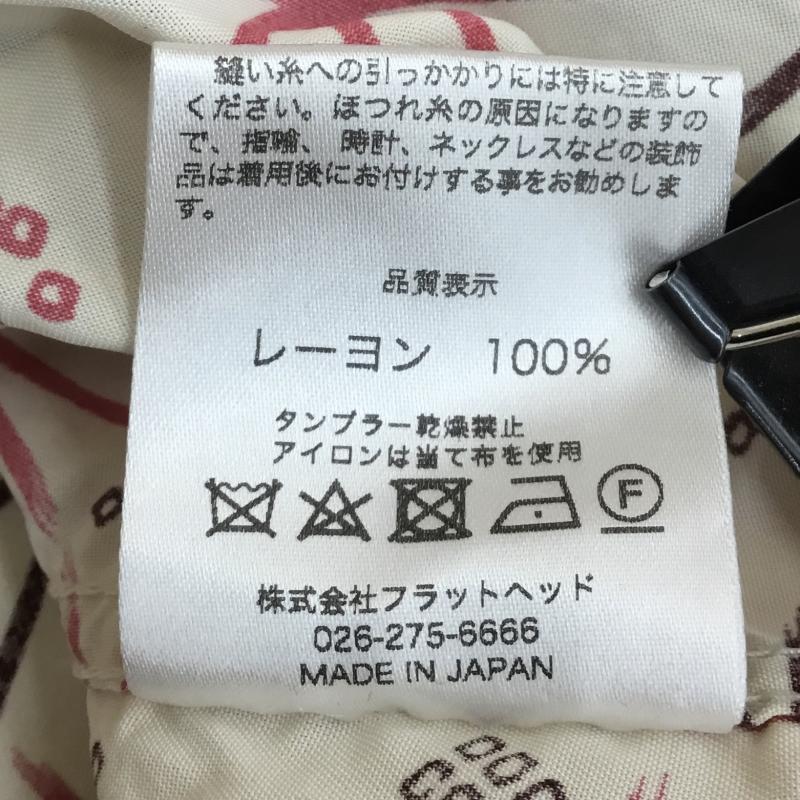 縫い糸への引っかかりには特に注意して
ください。ほつれ糸の原因になりますの
で、指輪、時計、ネックレスなどの装飾
品は着用後にお付けする事をお勧めしま
す。
品質表示
レーヨン 100%
タンブラー乾燥禁止
アイロンは当て布を使用
F
株式会社フラットヘッド
026-275-6666
MADE IN JAPAN